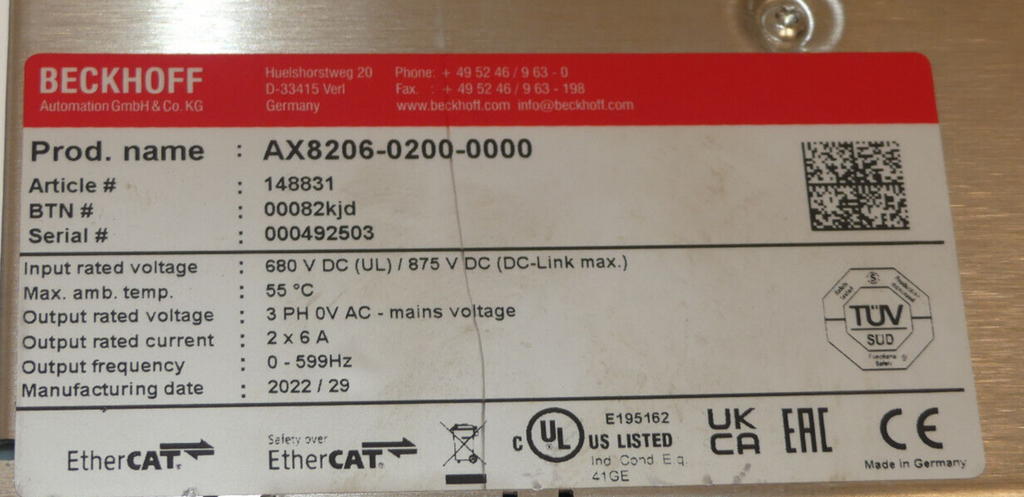 BECKHOFF
Automation GmbH & Co. KG
Huelshorstweg 20
D-33415 Verl
Germany
Phone: + 49 52 46 / 9 63 - 0
Fax. : + 49 52 46 / 9 63 - 198
www.beckhoff.com info@beckhoff.com
Prod. name : AX8206-0200-0000
Article # : 148831
BTN # : 00082kjd
Serial # : 000492503
Input rated voltage : 680 V DC (UL) / 875 V DC (DC-Link max.)
Max. amb. temp. : 55 °C
Output rated voltage : 3 PH 0V AC - mains voltage
Output rated current : 2 x 6 A
Output frequency : 0 - 599Hz
Manufacturing date : 2022 / 29
TÜV
SUD
Functional
Safety
EtherCAT®
Safety over
EtherCAT®
C UL US LISTED
E195162
Ind. Cond. Eq.
41GE
UK
CA
EAC
CE
Made in Germany